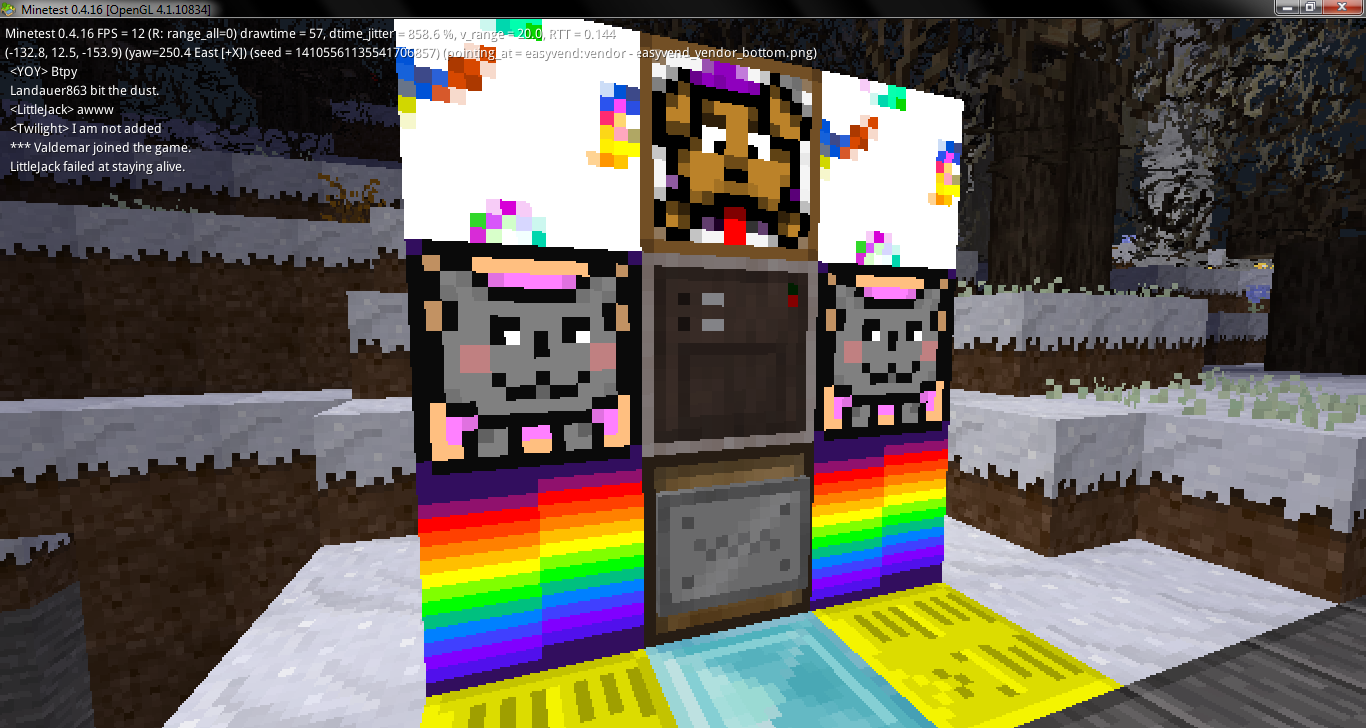 Minetest 0.4.16 [OpenGL 4.1.10834]
Minetest 0.4.16 FPS = 12 (R: range_all=0) drawtime = 57, dtime_jitter = 858.6 %, v_range = 20.0, RTT = 0.144
(-132.8, 12.5, -153.9) (yaw=250.4 East [+X]) (seed = 14105561135541706857) (pointing_at = easyvend:vendor - easyvend_vendor_bottom.png)
<YOY> Btpy
Landauer863 bit the dust.
<LittleJack> awww
<Twilight> I am not added
*** Valdemar joined the game.
LittleJack failed at staying alive.